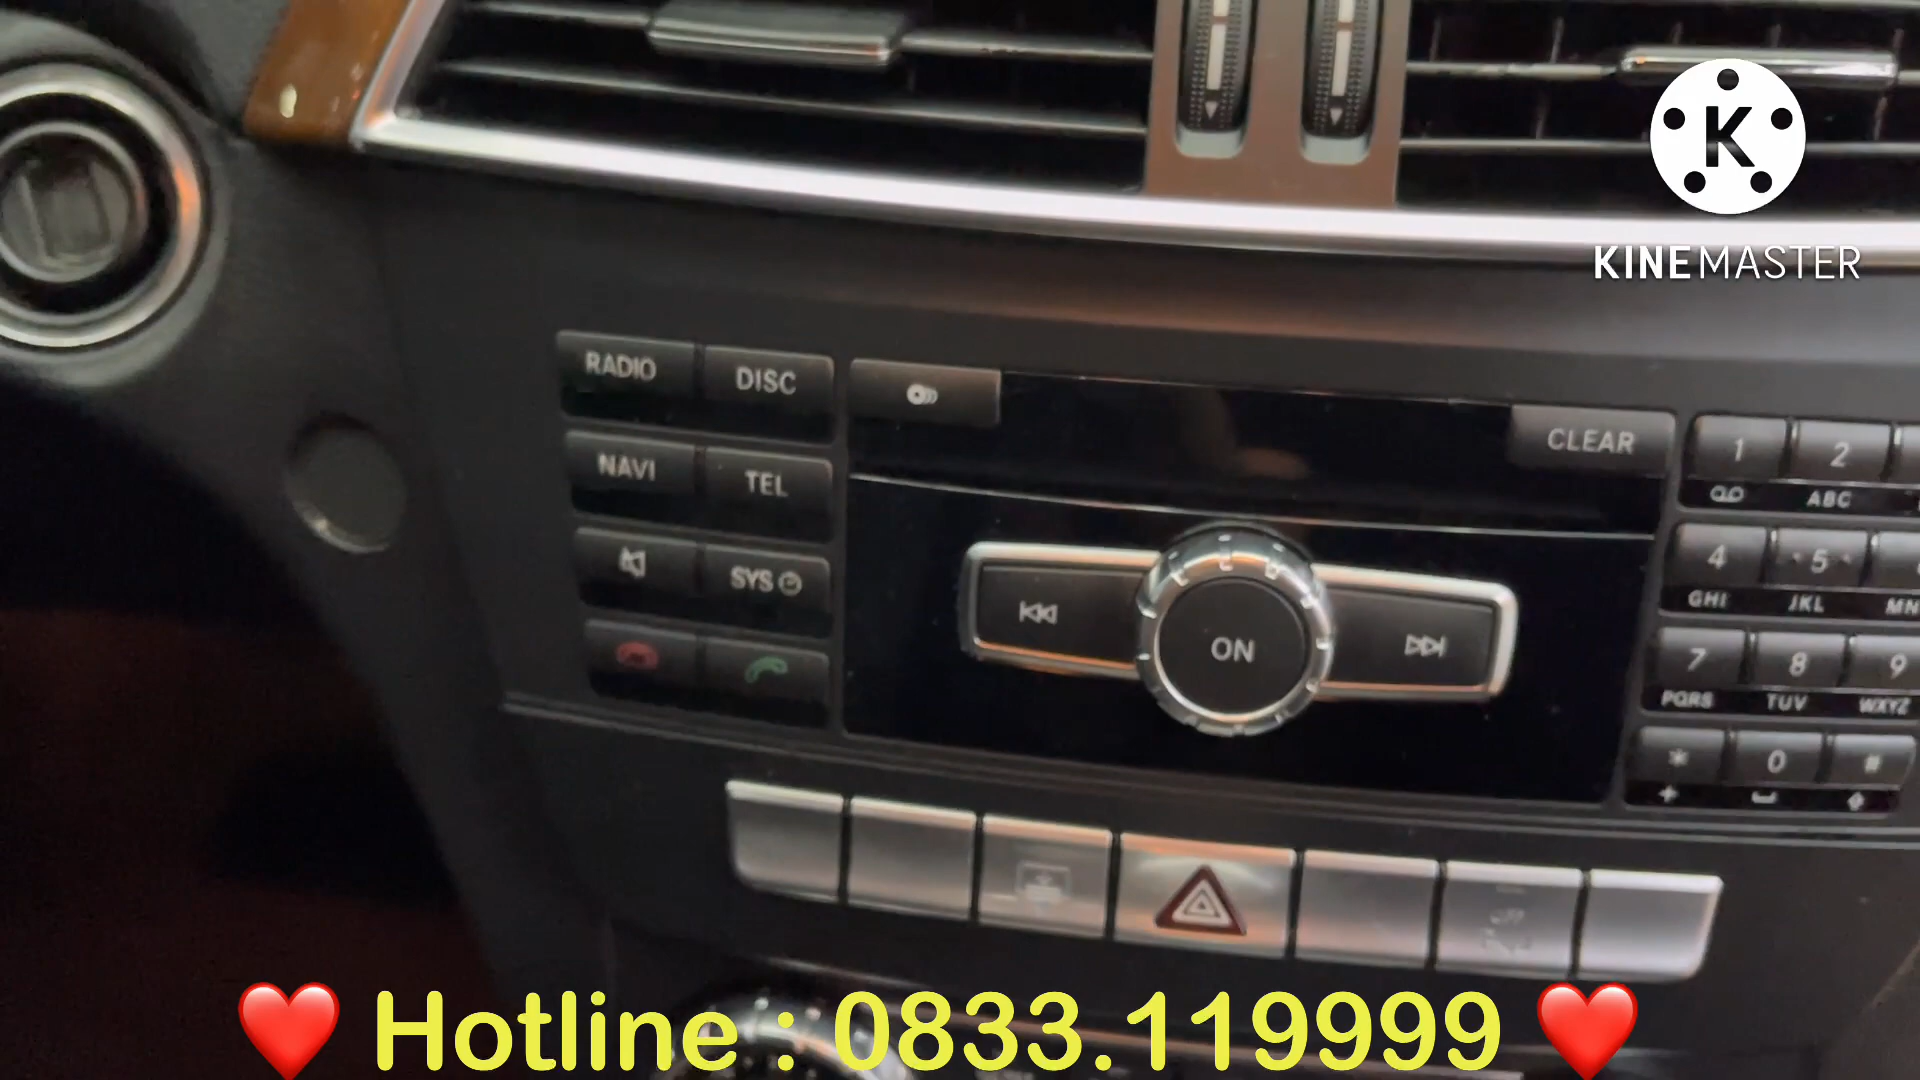 KINEMASTER
RADIO DISC
CLEAR
1 2
ABC
NAVI TEL
4 5
GHI JKL MN
SYS
ON
7 8 9
PQRS TUV WXYZ
* 0 #
+
Hotline : 0833.119999